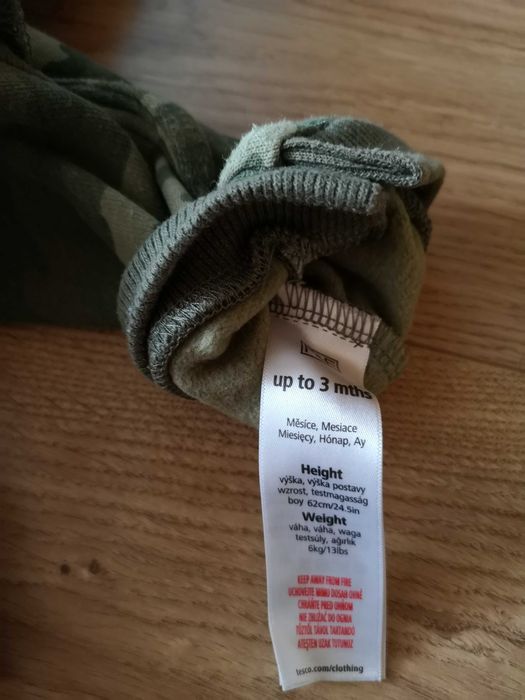 up to 3 mths
Měsíce, Mesiace
Miesięcy, Hónap, Ay
Height
výška, výška postavy
wzrost, testmagasság
boy 62cm/24.5in
Weight
váha, váha, waga
testsúly, ağırlık
6kg/13lbs
KEEP AWAY FROM FIRE
UCHOVEJTE MIMO DOSAH OHNĚ
CHRÁŇTE PRED OHŇOM
NIE ZBLIŻAĆ DO OGNIA
TŰZTŐL TÁVOL TARTANDÓ
ATEŞTEN UZAK TUTUNUZ
tesco.com/clothing